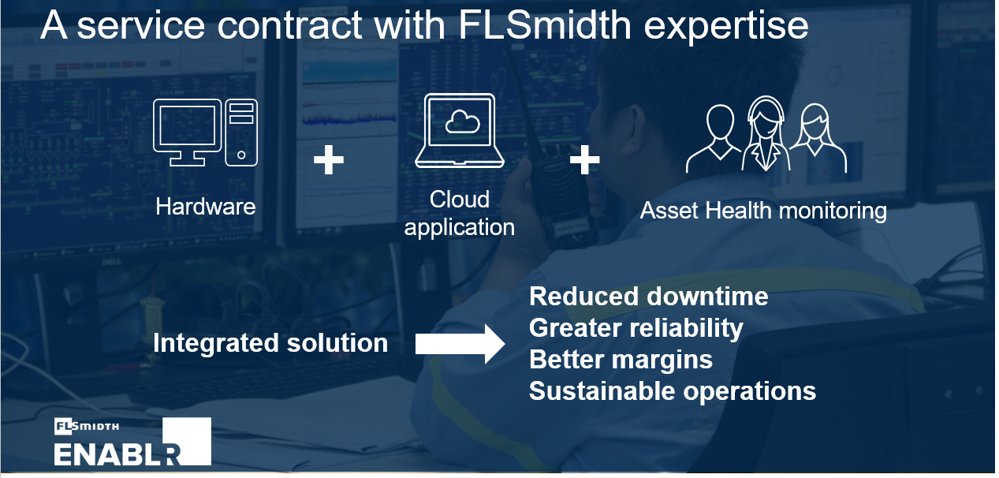 A service contract with FLSmidth expertise
Hardware
Cloud
application
Asset Health monitoring
Integrated solution
Reduced downtime
Greater reliability
Better margins
Sustainable operations
DELL
FLSMIDTH
ENABLR